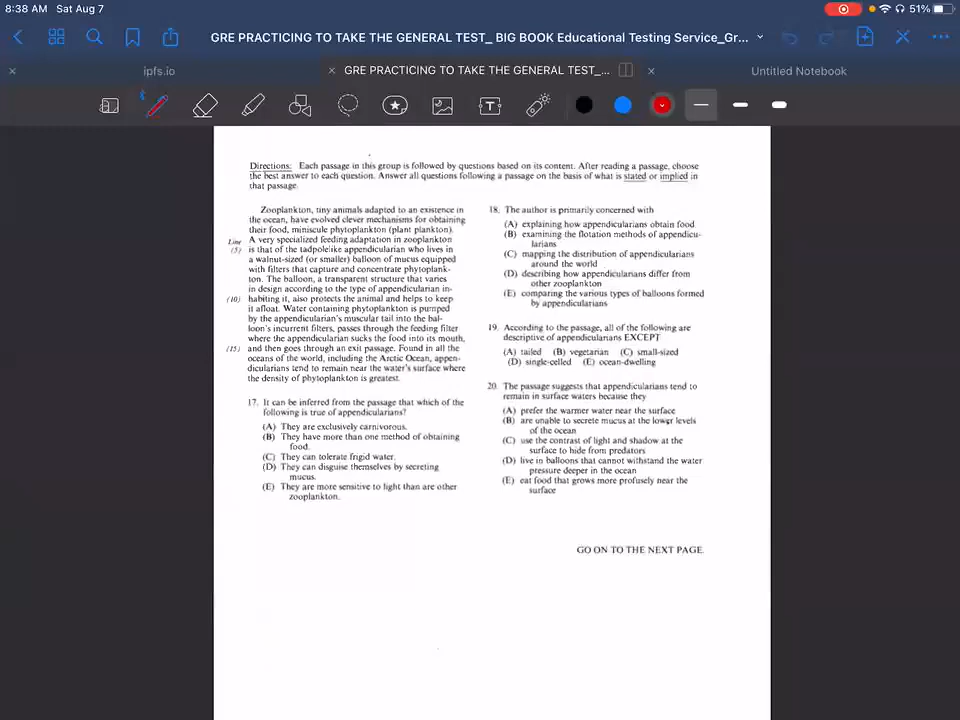 8:38 AM Sat Aug 7
51%
GRE PRACTICING TO TAKE THE GENERAL TEST_ BIG BOOK Educational Testing Service_Gr...
ipfs.io
GRE PRACTICING TO TAKE THE GENERAL TEST_...
Untitled Notebook
Directions: Each passage in this group is followed by questions based on its content. After reading a passage, choose
the best answer to each question. Answer all questions following a passage on the basis of what is stated or implied in
that passage.
Zooplankton, tiny animals adapted to an existence in
the ocean, have evolved clever mechanisms for obtaining
their food, miniscule phytoplankton (plant plankton).
Line A very specialized feeding adaptation in zooplankton
(5) is that of the tadpolelike appendicularian who lives in
a walnut-sized (or smaller) balloon of mucus equipped
with filters that capture and concentrate phytoplank-
ton. The balloon, a transparent structure that varies
in design according to the type of appendicularian in-
(10) habiting it, also protects the animal and helps to keep
it afloat. Water containing phytoplankton is pumped
by the appendicularian's muscular tail into the bal-
loon's incurrent filters, passes through the feeding filter
where the appendicularian sucks the food into its mouth,
(15) and then goes through an exit passage. Found in all the
oceans of the world, including the Arctic Ocean, appen-
dicularians tend to remain near the water's surface where
the density of phytoplankton is greatest.
17. It can be inferred from the passage that which of the
following is true of appendicularians?
(A) They are exclusively carnivorous.
(B) They have more than one method of obtaining
food.
(C) They can tolerate frigid water.
(D) They can disguise themselves by secreting
mucus.
(E) They are more sensitive to light than are other
zooplankton.
18. The author is primarily concerned with
(A) explaining how appendicularians obtain food
(B) examining the flotation methods of appendicu-
larians
(C) mapping the distribution of appendicularians
around the world
(D) describing how appendicularians differ from
other zooplankton
(E) comparing the various types of balloons formed
by appendicularians
19. According to the passage, all of the following are
descriptive of appendicularians EXCEPT
(A) tailed (B) vegetarian (C) small-sized
(D) single-celled (E) ocean-dwelling
20. The passage suggests that appendicularians tend to
remain in surface waters because they
(A) prefer the warmer water near the surface
(B) are unable to secrete mucus at the lower levels
of the ocean
(C) use the contrast of light and shadow at the
surface to hide from predators
(D) live in balloons that cannot withstand the water
pressure deeper in the ocean
(E) eat food that grows more profusely near the
surface
GO ON TO THE NEXT PAGE.